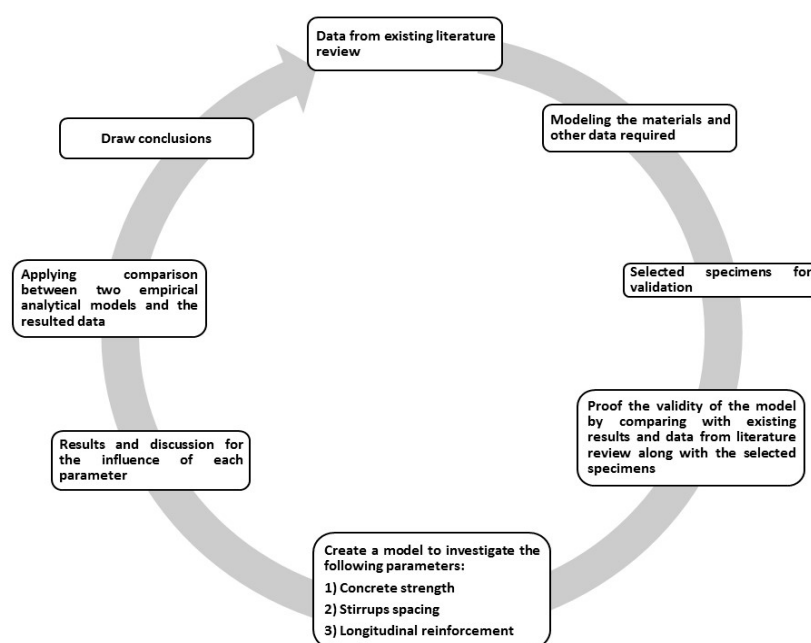 Data from existing literature
review
Modeling the materials and
other data required
Selected specimens for
validation
Proof the validity of the model
by comparing with existing
results and data from literature
review along with the selected
specimens
Create a model to investigate the
following parameters:
1) Concrete strength
2) Stirrups spacing
3) Longitudinal reinforcement
Results and discussion for
the influence of each
parameter
Applying comparison
between two empirical
analytical models and the
resulted data
Draw conclusions